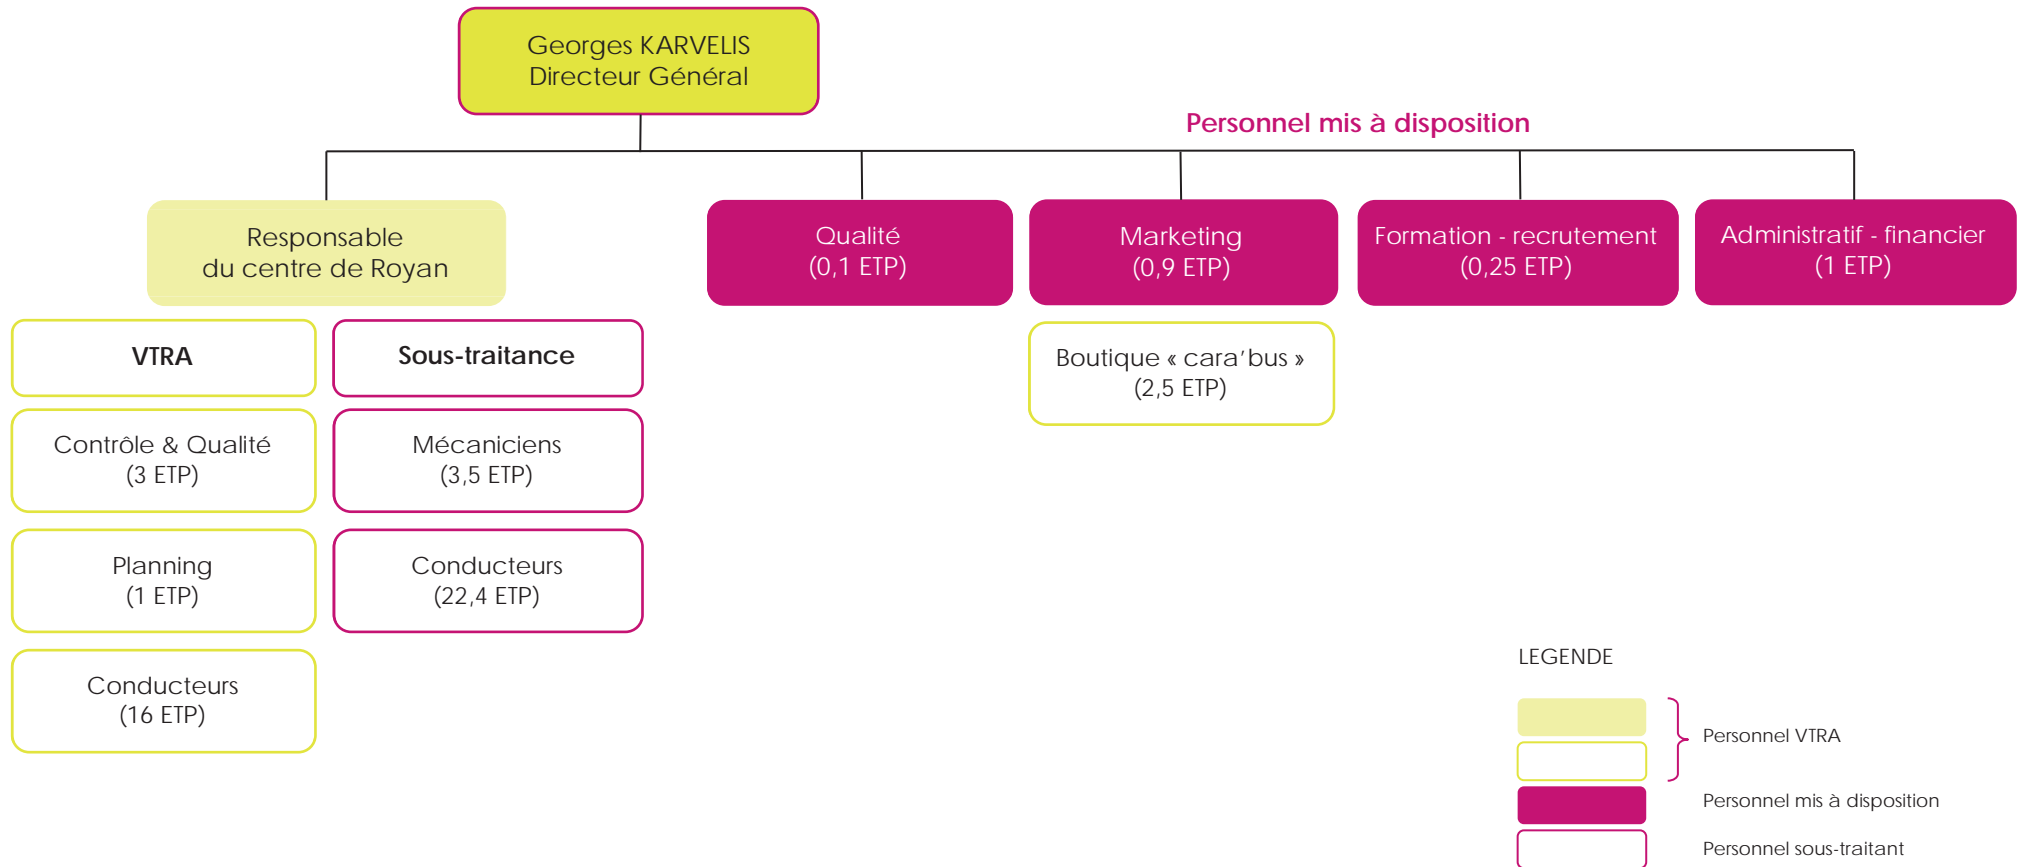 Georges KARVELIS
Directeur Général
Personnel mis à disposition
Responsable
du centre de Royan
Qualité
(0,1 ETP)
Marketing
(0,9 ETP)
Formation - recrutement
(0,25 ETP)
Administratif - financier
(1 ETP)
VTRA
Sous-traitance
Boutique « cara'bus »
(2,5 ETP)
Contrôle & Qualité
(3 ETP)
Mécaniciens
(3,5 ETP)
Planning
(1 ETP)
Conducteurs
(22,4 ETP)
Conducteurs
(16 ETP)
LEGENDE
Personnel VTRA
Personnel mis à disposition
Personnel sous-traitant